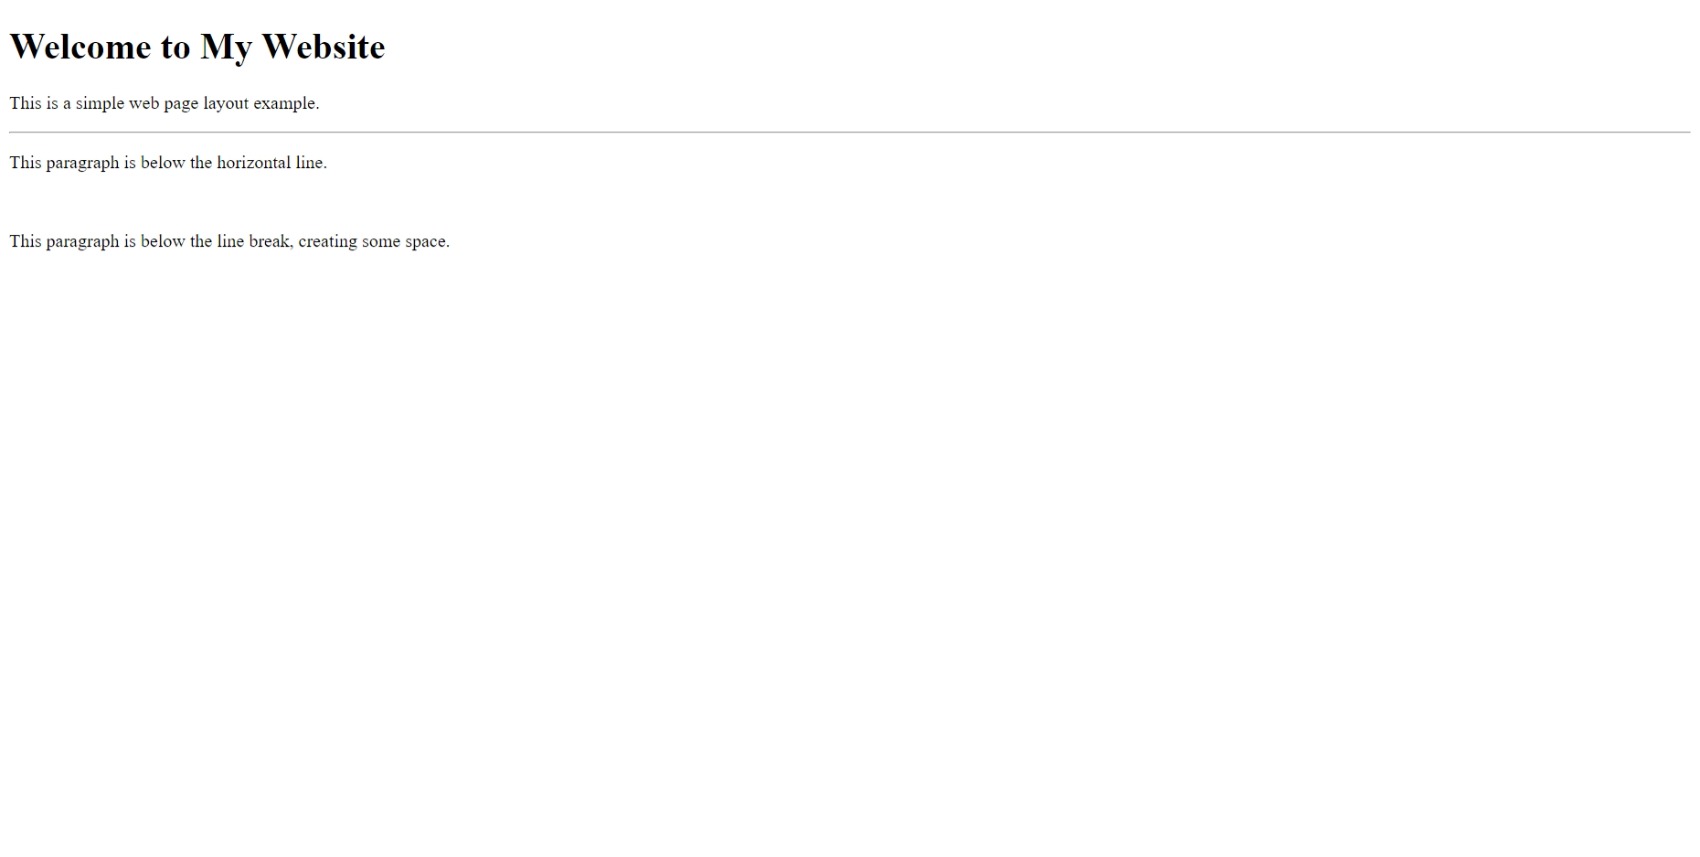 Welcome to My Website
This is a simple web page layout example.
This paragraph is below the horizontal line.
This paragraph is below the line break, creating some space.